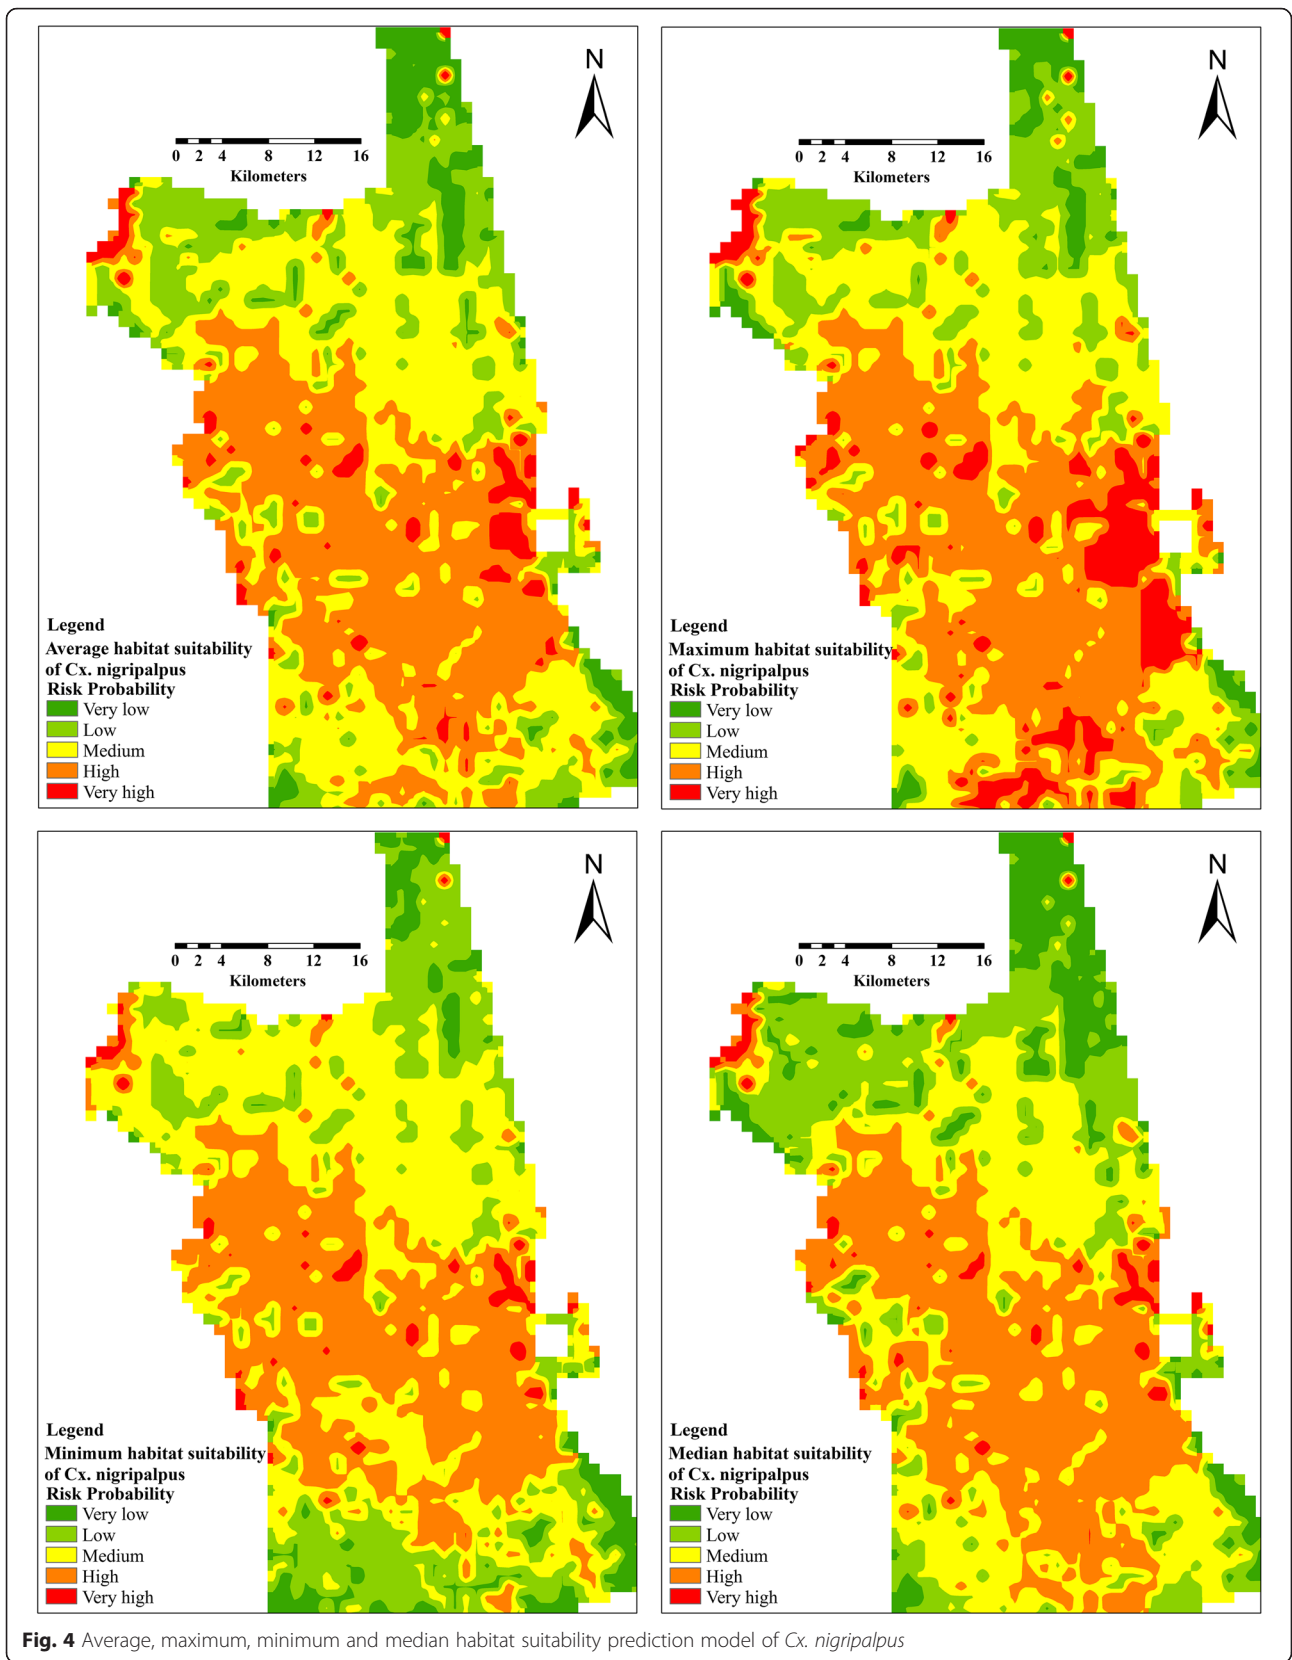 N
0 2 4 8 12 16
Kilometers
Legend
Average habitat suitability
of Cx. nigripalpus
Risk Probability
Very low
Low
Medium
High
Very high
N
0 2 4 8 12 16
Kilometers
Legend
Maximum habitat suitability
of Cx. nigripalpus
Risk Probability
Very low
Low
Medium
High
Very high
N
0 2 4 8 12 16
Kilometers
Legend
Minimum habitat suitability
of Cx. nigripalpus
Risk Probability
Very low
Low
Medium
High
Very high
N
0 2 4 8 12 16
Kilometers
Legend
Median habitat suitability
of Cx. nigripalpus
Risk Probability
Very low
Low
Medium
High
Very high
Fig. 4 Average, maximum, minimum and median habitat suitability prediction model of Cx. nigripalpus